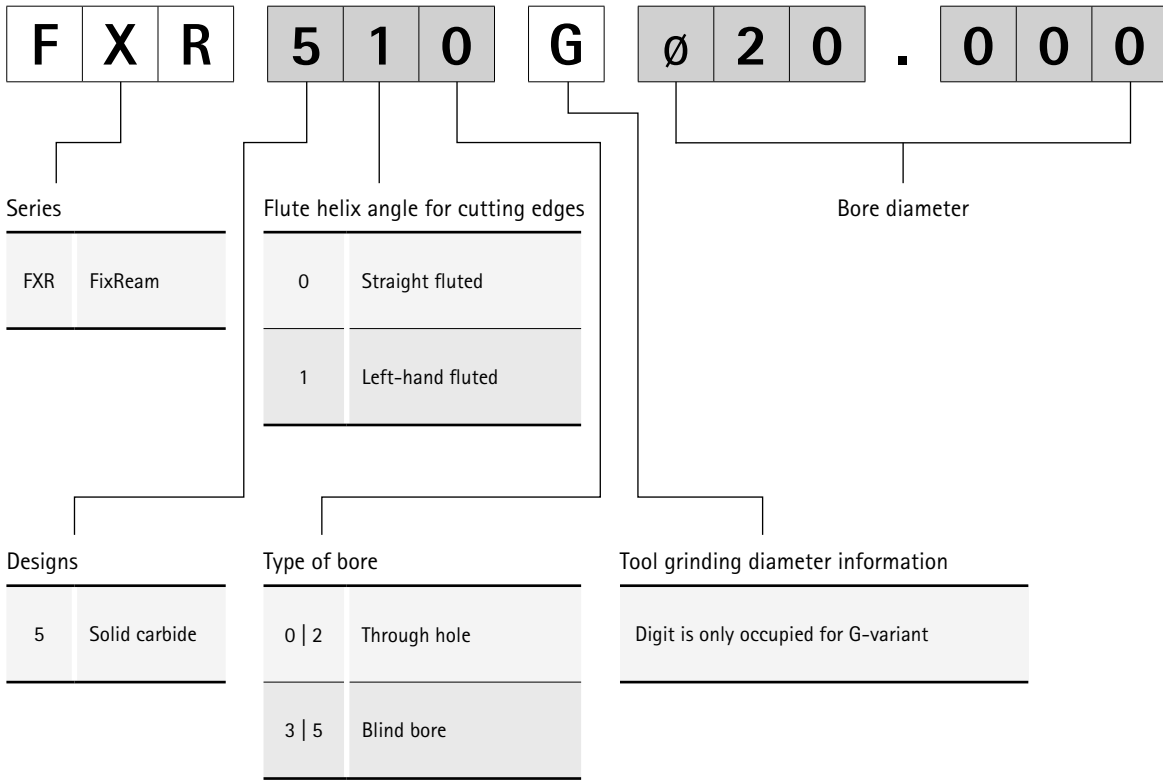 F X R 5 1 0 G ø 2 0 . 0 0 0
Series
FXR FixReam
Flute helix angle for cutting edges
0 Straight fluted
1 Left-hand fluted
Bore diameter
Designs
5 Solid carbide
Type of bore
0 | 2 Through hole
3 | 5 Blind bore
Tool grinding diameter information
Digit is only occupied for G-variant